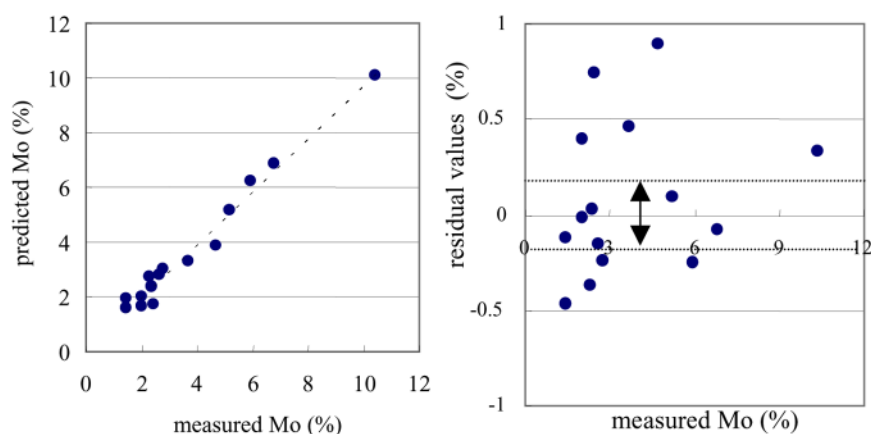 12
10
8
6
4
2
0
0 2 4 6 8 10 12
predicted Mo (%)
measured Mo (%)
1
0.5
0
-0.5
-1
0 3 6 9 12
residual values (%)
measured Mo (%)